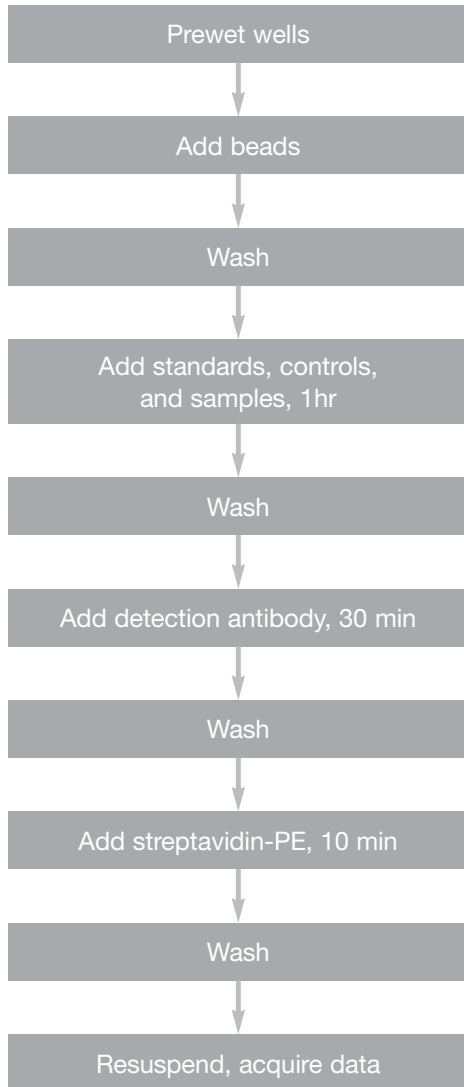 Prewet wells
Add beads
Wash
Add standards, controls,
and samples, 1hr
Wash
Add detection antibody, 30 min
Wash
Add streptavidin-PE, 10 min
Wash
Resuspend, acquire data